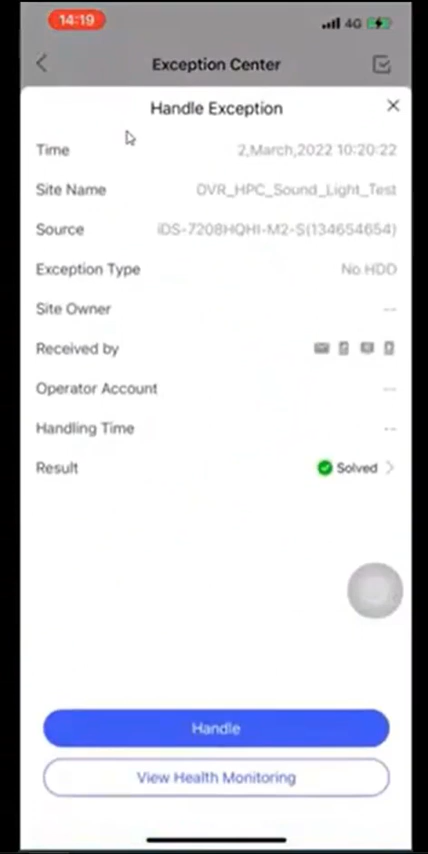 14:19
4G
Exception Center
Handle Exception
Time 2,March,2022 10:20:22
Site Name DVR_HPC_Sound_Light_Test
Source iDS-7208HQHI-M2-S(134654654)
Exception Type No HDD
Site Owner --
Received by
Operator Account --
Handling Time --
Result Solved
Handle
View Health Monitoring